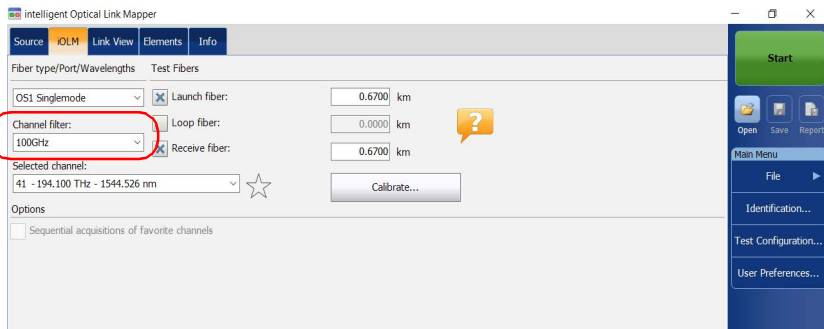 intelligent Optical Link Mapper
Source iOLM Link View Elements Info
Fiber type/Port/Wavelengths Test Fibers
OS1 Singlemode
Launch fiber: 0.6700 km
Channel filter:
Loop fiber: 0.0000 km
100GHz
Receive fiber: 0.6700 km
Selected channel:
41 - 194.100 THz - 1544.526 nm
Calibrate...
Options
Sequential acquisitions of favorite channels
?
Start
Open Save Report
Main Menu
File
Identification...
Test Configuration...
User Preferences...